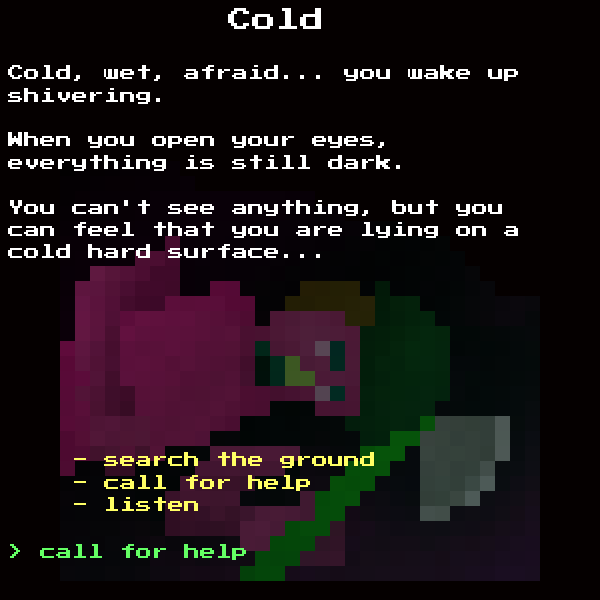 Cold
Cold, wet, afraid... you wake up
shivering.
When you open your eyes,
everything is still dark.
You can't see anything, but you
can feel that you are lying on a
cold hard surface...
- search the ground
- call for help
- listen
> call for help